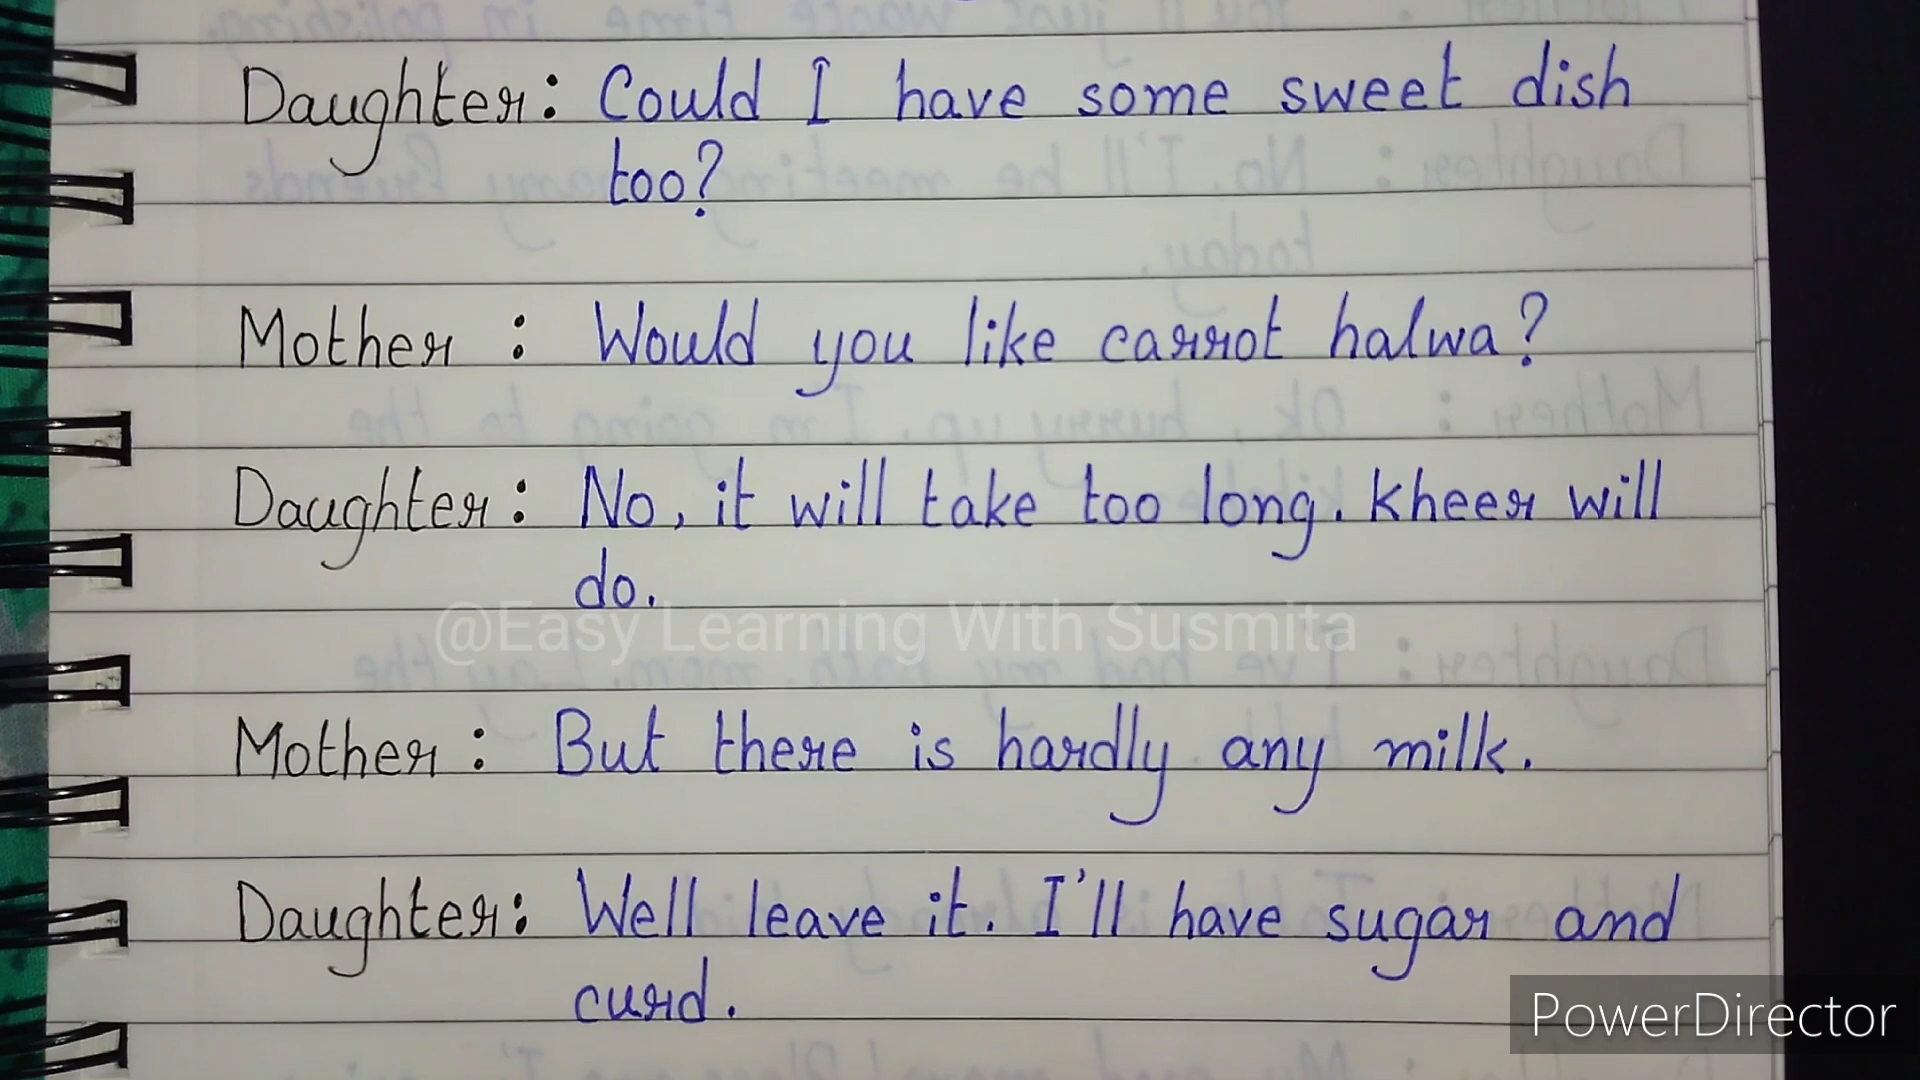 Daughter: Could I have some sweet dish
too?
Mother : Would you like carrot halwa?
Daughter: No, it will take too long. Kheer will
do.
@Easy Learning With Susmita
Mother : But there is hardly any milk.
Daughter: Well leave it. I'll have sugar and
curd.
PowerDirector